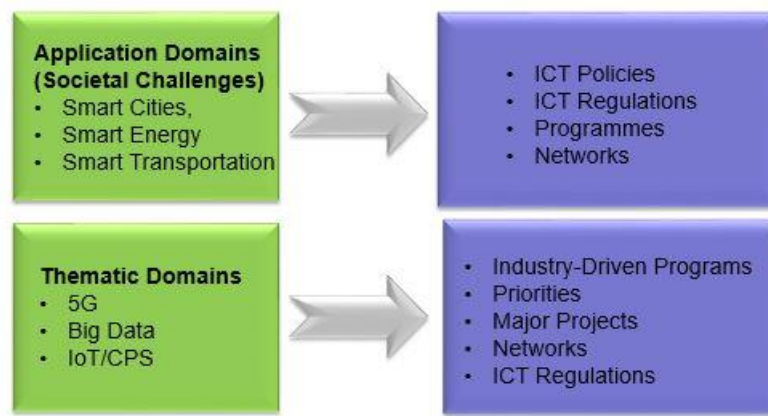 Application Domains
(Societal Challenges)
• Smart Cities,
• Smart Energy
• Smart Transportation
• ICT Policies
• ICT Regulations
• Programmes
• Networks
Thematic Domains
• 5G
• Big Data
• IoT/CPS
• Industry-Driven Programs
• Priorities
• Major Projects
• Networks
• ICT Regulations